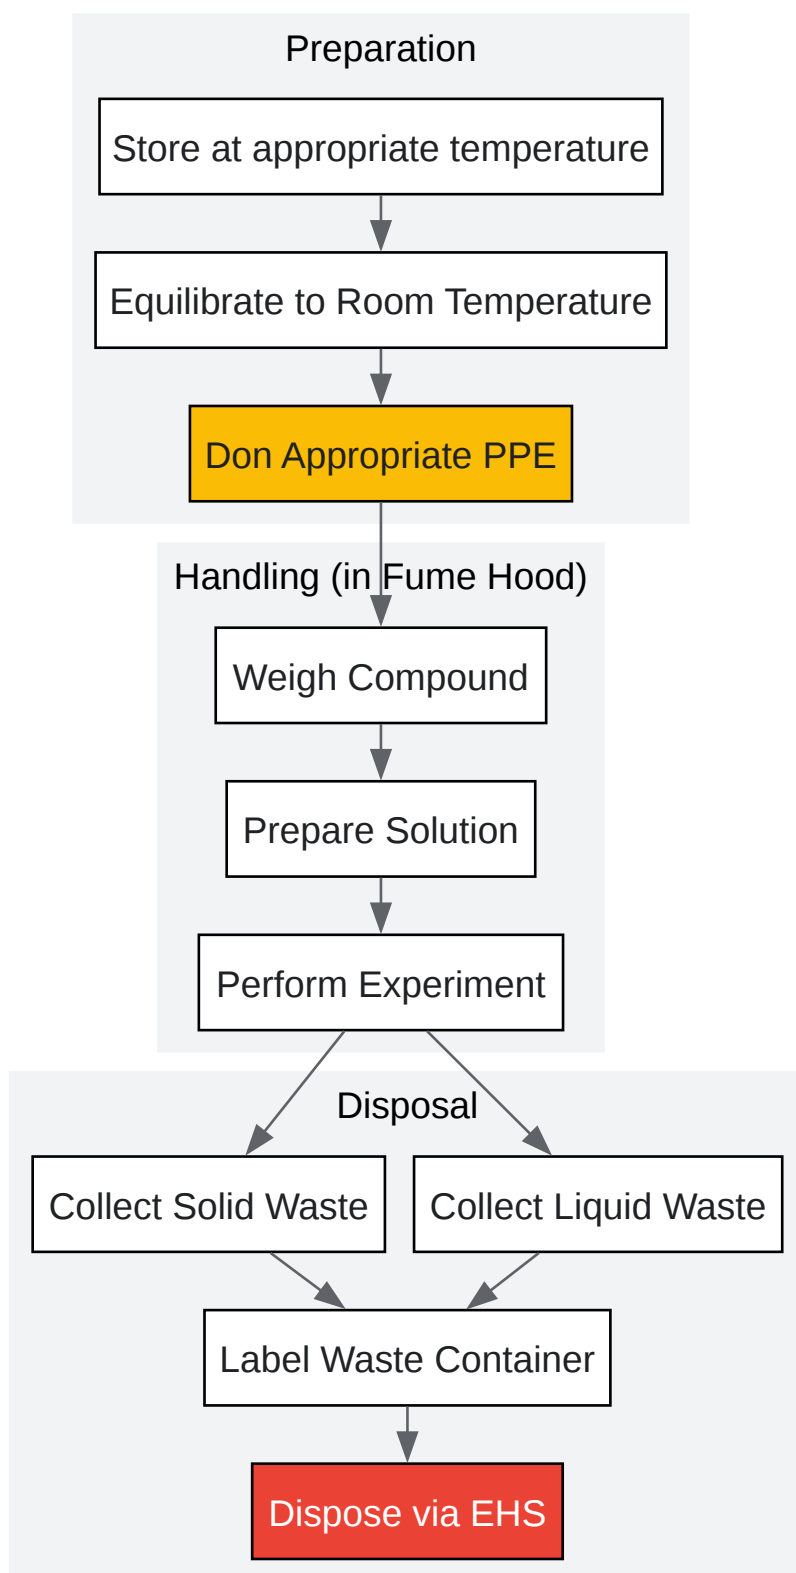 Preparation
Store at appropriate temperature
Equilibrate to Room Temperature
Don Appropriate PPE
Handling (in Fume Hood)
Weigh Compound
Prepare Solution
Perform Experiment
Disposal
Collect Solid Waste
Collect Liquid Waste
Label Waste Container
Dispose via EHS